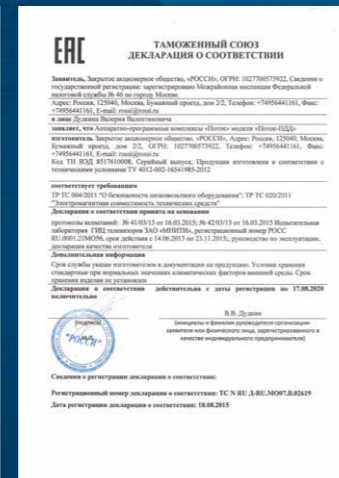 ЕАС
ТАМОЖЕННЫЙ СОЮЗ
ДЕКЛАРАЦИЯ О СООТВЕТСТВИИ
Заявитель, Закрытое акционерное общество, «РОССИ», ОГРН: 1027700573922, Сведения о
государственной регистрации: зарегистрировано Межрайонная инспекция Федеральной
налоговой службы № 46 по городу Москве.
Адрес: Россия, 125040, Москва, Бумажный проезд, дом 2/2, Телефон: +74956441161, Факс:
+74956441161, E-mail: rossi@rossi.ru
в лице Дудкина Валерия Валентиновича
заявляет, что Аппаратно-программные комплексы «Поток» модели «Поток-ПДД»
изготовитель Закрытое акционерное общество, «РОССИ», Адрес: Россия, 125040, Москва,
Бумажный проезд, дом 2/2, ОГРН: 1027700573922, Телефон: +74956441161, Факс:
+74956441161, E-mail: rossi@rossi.ru
Код ТН ВЭД 8517610008, Серийный выпуск, Продукция изготовлена в соответствии с
техническими условиями ТУ 4012-002-16541985-2012
соответствует требованиям
ТР ТС 004/2011 "О безопасности низковольтного оборудования"; ТР ТС 020/2011
"Электромагнитная совместимость технических средств"
Декларация о соответствии принята на основании
протоколы испытаний: № 41/03/15 от 16.03.2015; № 42/03/15 от 16.03.2015 Испытательная
лаборатория ГИЦ телевизоров ЗАО «МНИТИ», регистрационный номер РОСС
RU.0001.21МО56, срок действия с 14.06.2013 по 23.11.2015;, руководство по эксплуатации,
декларация качества изготовителя
Дополнительная информация
Срок службы указан изготовителем в документации на продукцию. Условия хранения
стандартные при нормальных значениях климатических факторов внешней среды. Срок
хранения изделия не установлен
Декларация о соответствии действительна с даты регистрации по 17.08.2020
включительно
(подпись)
В.В. Дудкин
(инициалы и фамилия руководителя организации-
заявителя или физического лица, зарегистрированного в
качестве индивидуального предпринимателя)
"РОССИ"
Сведения о регистрации декларации о соответствии:
Регистрационный номер декларации о соответствии: ТС N RU Д-RU.МО07.В.02619
Дата регистрации декларации о соответствии: 18.08.2015